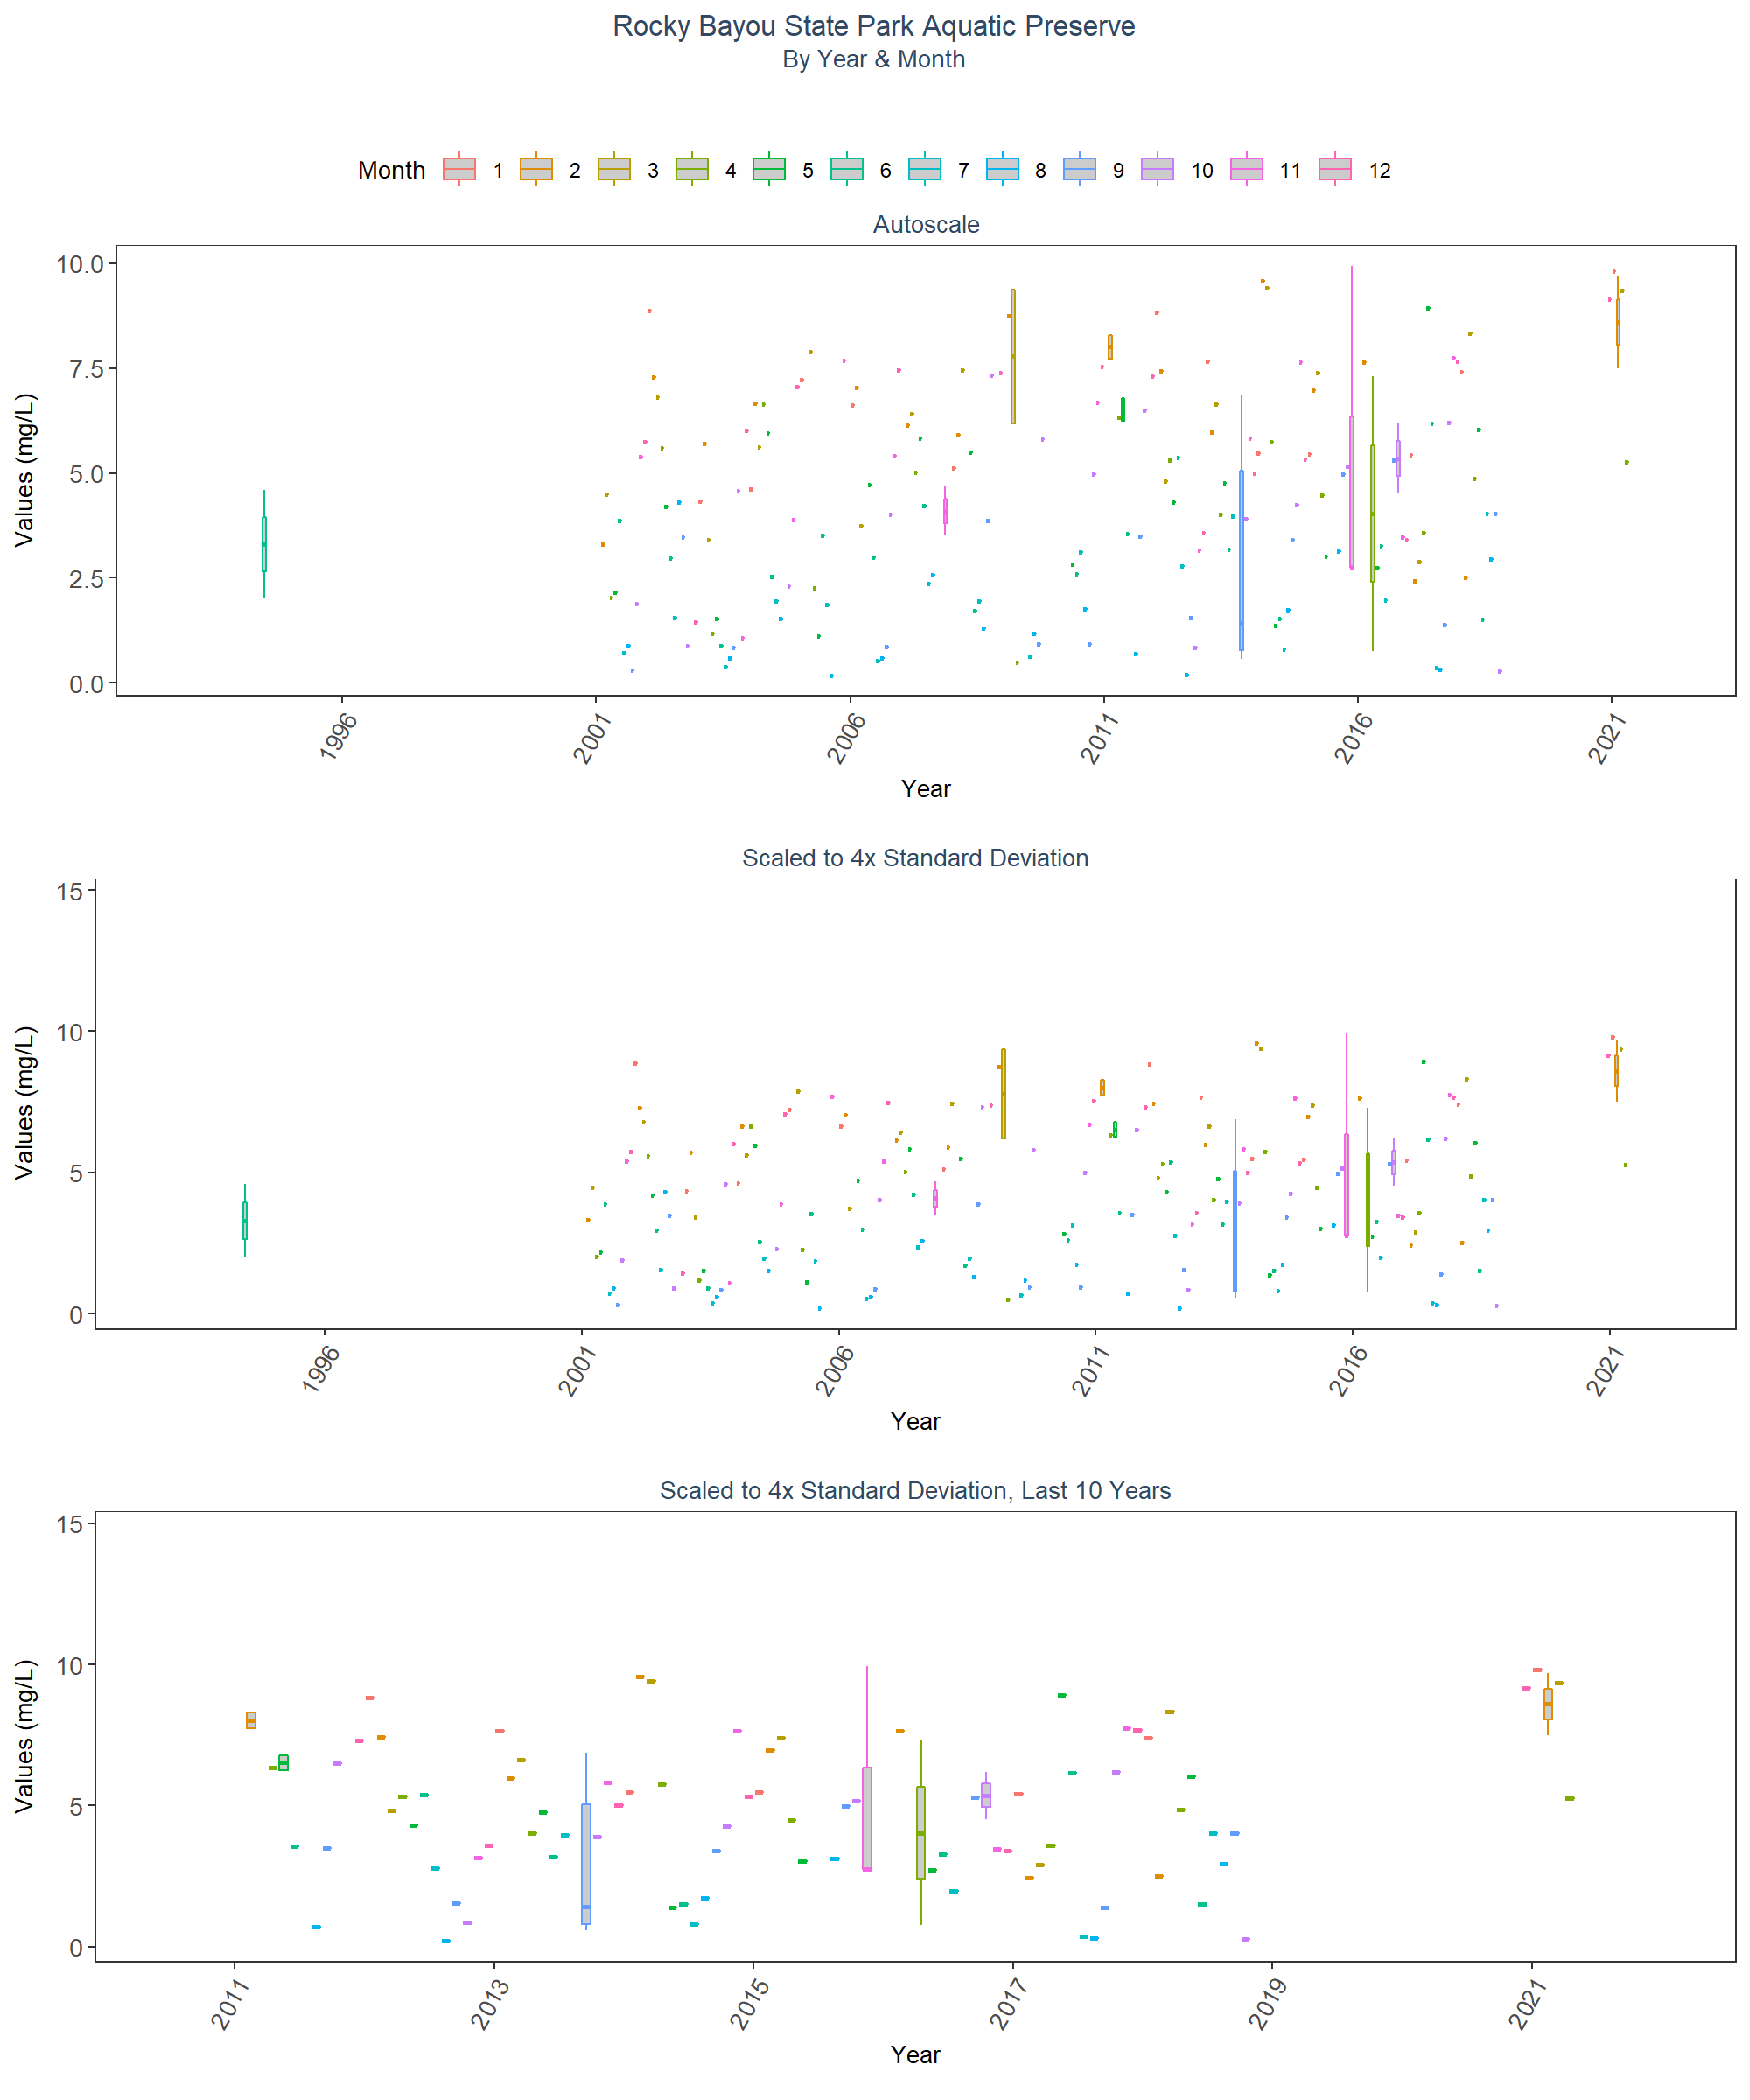 Rocky Bayou State Park Aquatic Preserve
By Year & Month
Month 1 2 3 4 5 6 7 8 9 10 11 12
Autoscale
Values (mg/L)
10.0
7.5
5.0
2.5
0.0
1996 2001 2006 2011 2016 2021
Year
Scaled to 4x Standard Deviation
Values (mg/L)
15
10
5
0
1996 2001 2006 2011 2016 2021
Year
Scaled to 4x Standard Deviation, Last 10 Years
Values (mg/L)
15
10
5
0
2011 2013 2015 2017 2019 2021
Year